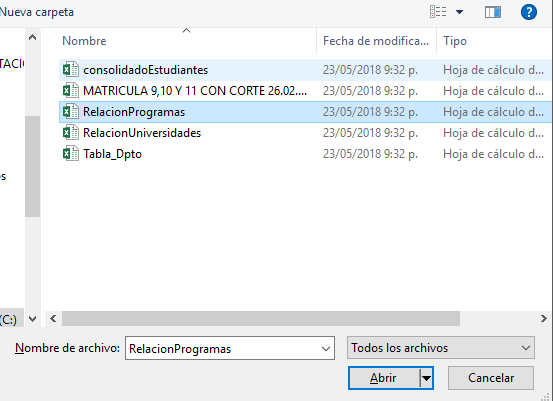 Nueva carpeta
Nombre Fecha de modifica... Tipo
TACIO
consolidadoEstudiantes 23/05/2018 9:32 p. Hoja de cálculo d...
MATRICULA 9,10 Y 11 CON CORTE 26.02.... 23/05/2018 9:32 p. Hoja de cálculo d...
RelacionProgramas 23/05/2018 9:32 p. Hoja de cálculo d...
RelacionUniversidades 23/05/2018 9:32 p. Hoja de cálculo d...
Tabla_Dpto 23/05/2018 9:32 p. Hoja de cálculo d...
os
(C:)
Nombre de archivo: RelacionProgramas Todos los archivos
Abrir Cancelar